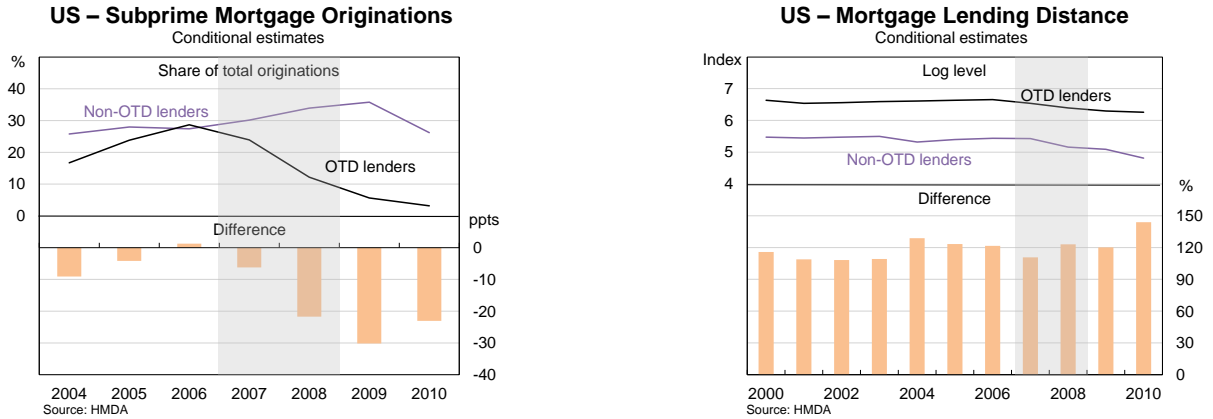 US – Subprime Mortgage Originations
Conditional estimates
%
Share of total originations
40
Non-OTD lenders
30
20
OTD lenders
10
0
ppts
Difference
0
-10
-20
-30
-40
2004 2005 2006 2007 2008 2009 2010
Source: HMDA
US – Mortgage Lending Distance
Conditional estimates
Index
Log level
7
OTD lenders
6
5
Non-OTD lenders
4
%
Difference
150
120
90
60
30
0
2000 2002 2004 2006 2008 2010
Source: HMDA